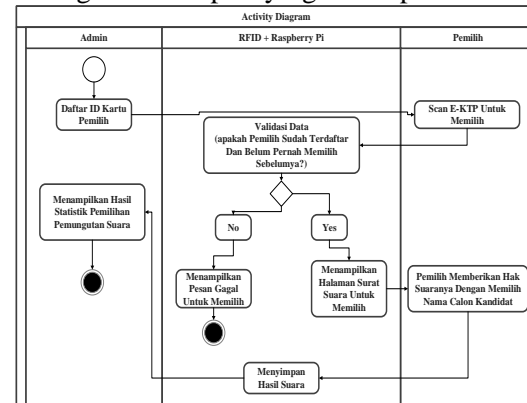 Activity Diagram
Admin
RFID + Raspberry Pi
Pemilih
Daftar ID Kartu
Pemilih
Scan E-KTP Untuk
Memilih
Validasi Data
(apakah Pemilih Sudah Terdaftar
Dan Belum Pernah Memilih
Sebelumya?)
Menampilkan Hasil
Statistik Pemilihan
Pemungutan Suara
No
Yes
Menampilkan
Pesan Gagal
Untuk Memilih
Menampilkan
Halaman Surat
Suara Untuk
Memilih
Pemilih Memberikan Hak
Suaranya Dengan Memilih
Nama Calon Kandidat
Menyimpan
Hasil Suara